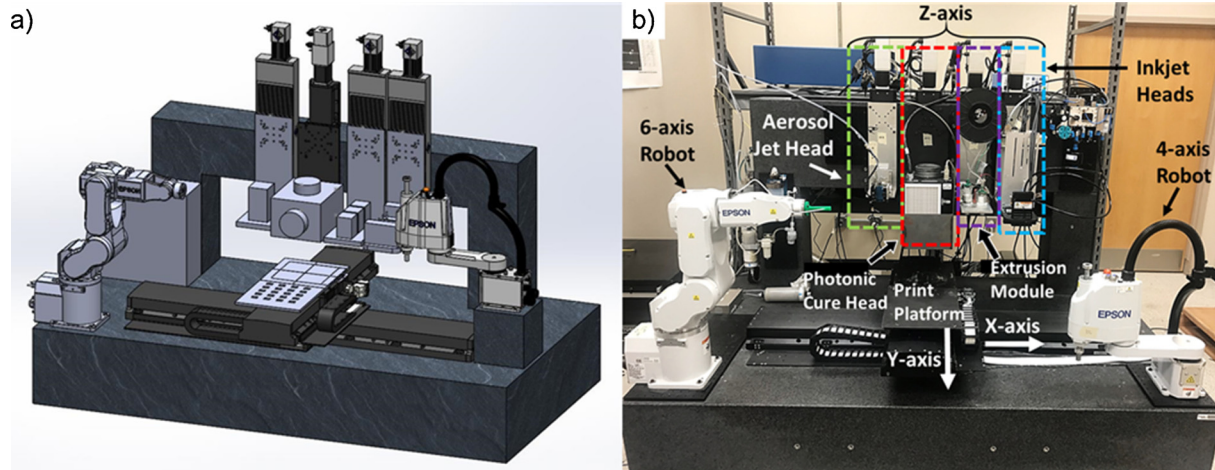 a)
EPSON
EPSON
b)
Z-axis
Inkjet
Heads
6-axis
Robot
Aerosol
Jet Head
4-axis
Robot
EPSON
Photonic
Cure Head
Extrusion
Module
Print
Platform
X-axis
EPSON
Y-axis